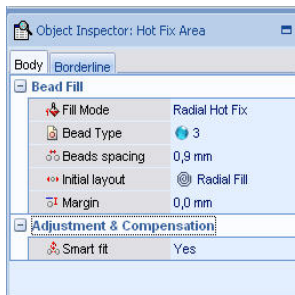 Object Inspector: Hot Fix Area
Body Borderline
Bead Fill
Fill Mode Radial Hot Fix
Bead Type 3
Beads spacing 0,9 mm
Initial layout Radial Fill
Margin 0,0 mm
Adjustment & Compensation
Smart fit Yes